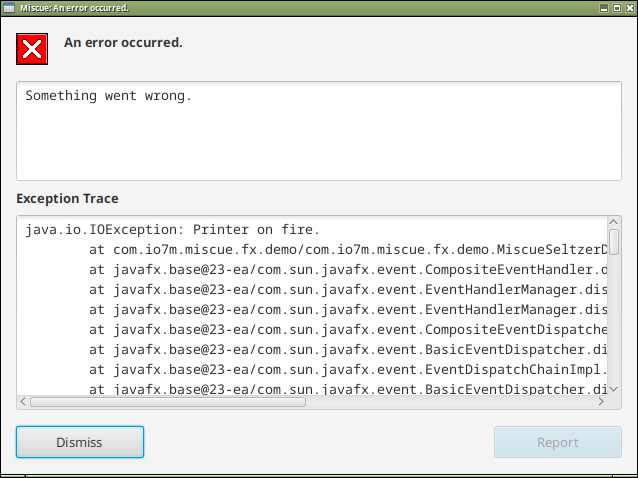 Miscue: An error occurred.
An error occurred.
Something went wrong.
Exception Trace
java.io.IOException: Printer on fire.
at com.io7m.miscue.fx.demo/com.io7m.miscue.fx.demo.MiscueSeltzerD
at javafx.base@23-ea/com.sun.javafx.event.CompositeEventHandler.d
at javafx.base@23-ea/com.sun.javafx.event.EventHandlerManager.dis
at javafx.base@23-ea/com.sun.javafx.event.EventHandlerManager.dis
at javafx.base@23-ea/com.sun.javafx.event.CompositeEventDispatche
at javafx.base@23-ea/com.sun.javafx.event.BasicEventDispatcher.di
at javafx.base@23-ea/com.sun.javafx.event.EventDispatchChainImpl.
at javafx.base@23-ea/com.sun.javafx.event.BasicEventDispatcher.di
Dismiss
Report